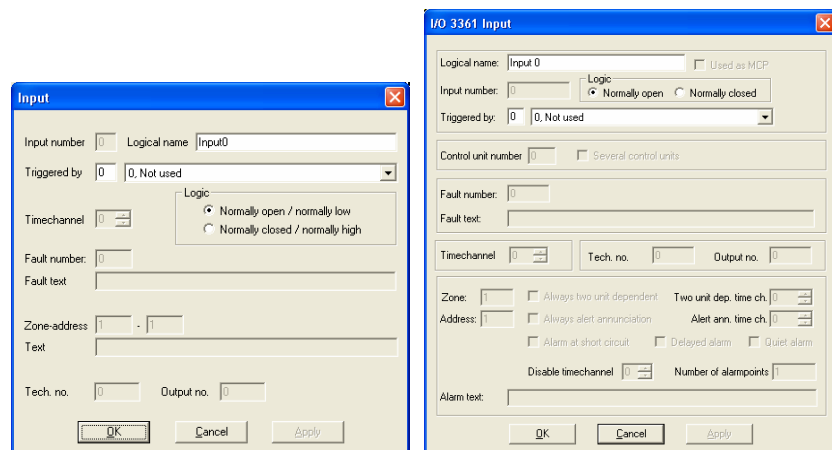 Input
Input number 0 Logical name Input0
Triggered by 0 0, Not used
Logic
Normally open / normally low
Timechannel 0
Normally closed / normally high
Fault number: 0
Fault text
Zone-address 1 - 1
Text
Tech. no. 0 Output no. 0
OK Cancel Apply
I/O 3361 Input
Logical name: Input 0 Used as MCP
Logic
Input number: 0 Normally open Normally closed
Triggered by: 0 0, Not used
Control unit number 0 Several control units
Fault number: 0
Fault text:
Timechannel 0 Tech. no. 0 Output no. 0
Zone: 1 Always two unit dependent Two unit dep. time ch. 0
Address: 1 Always alert annunciation Alert ann. time ch. 0
Alarm at short circuit Delayed alarm Quiet alarm
Disable timechannel 0 Number of alarmpoints 1
Alarm text:
OK Cancel Apply